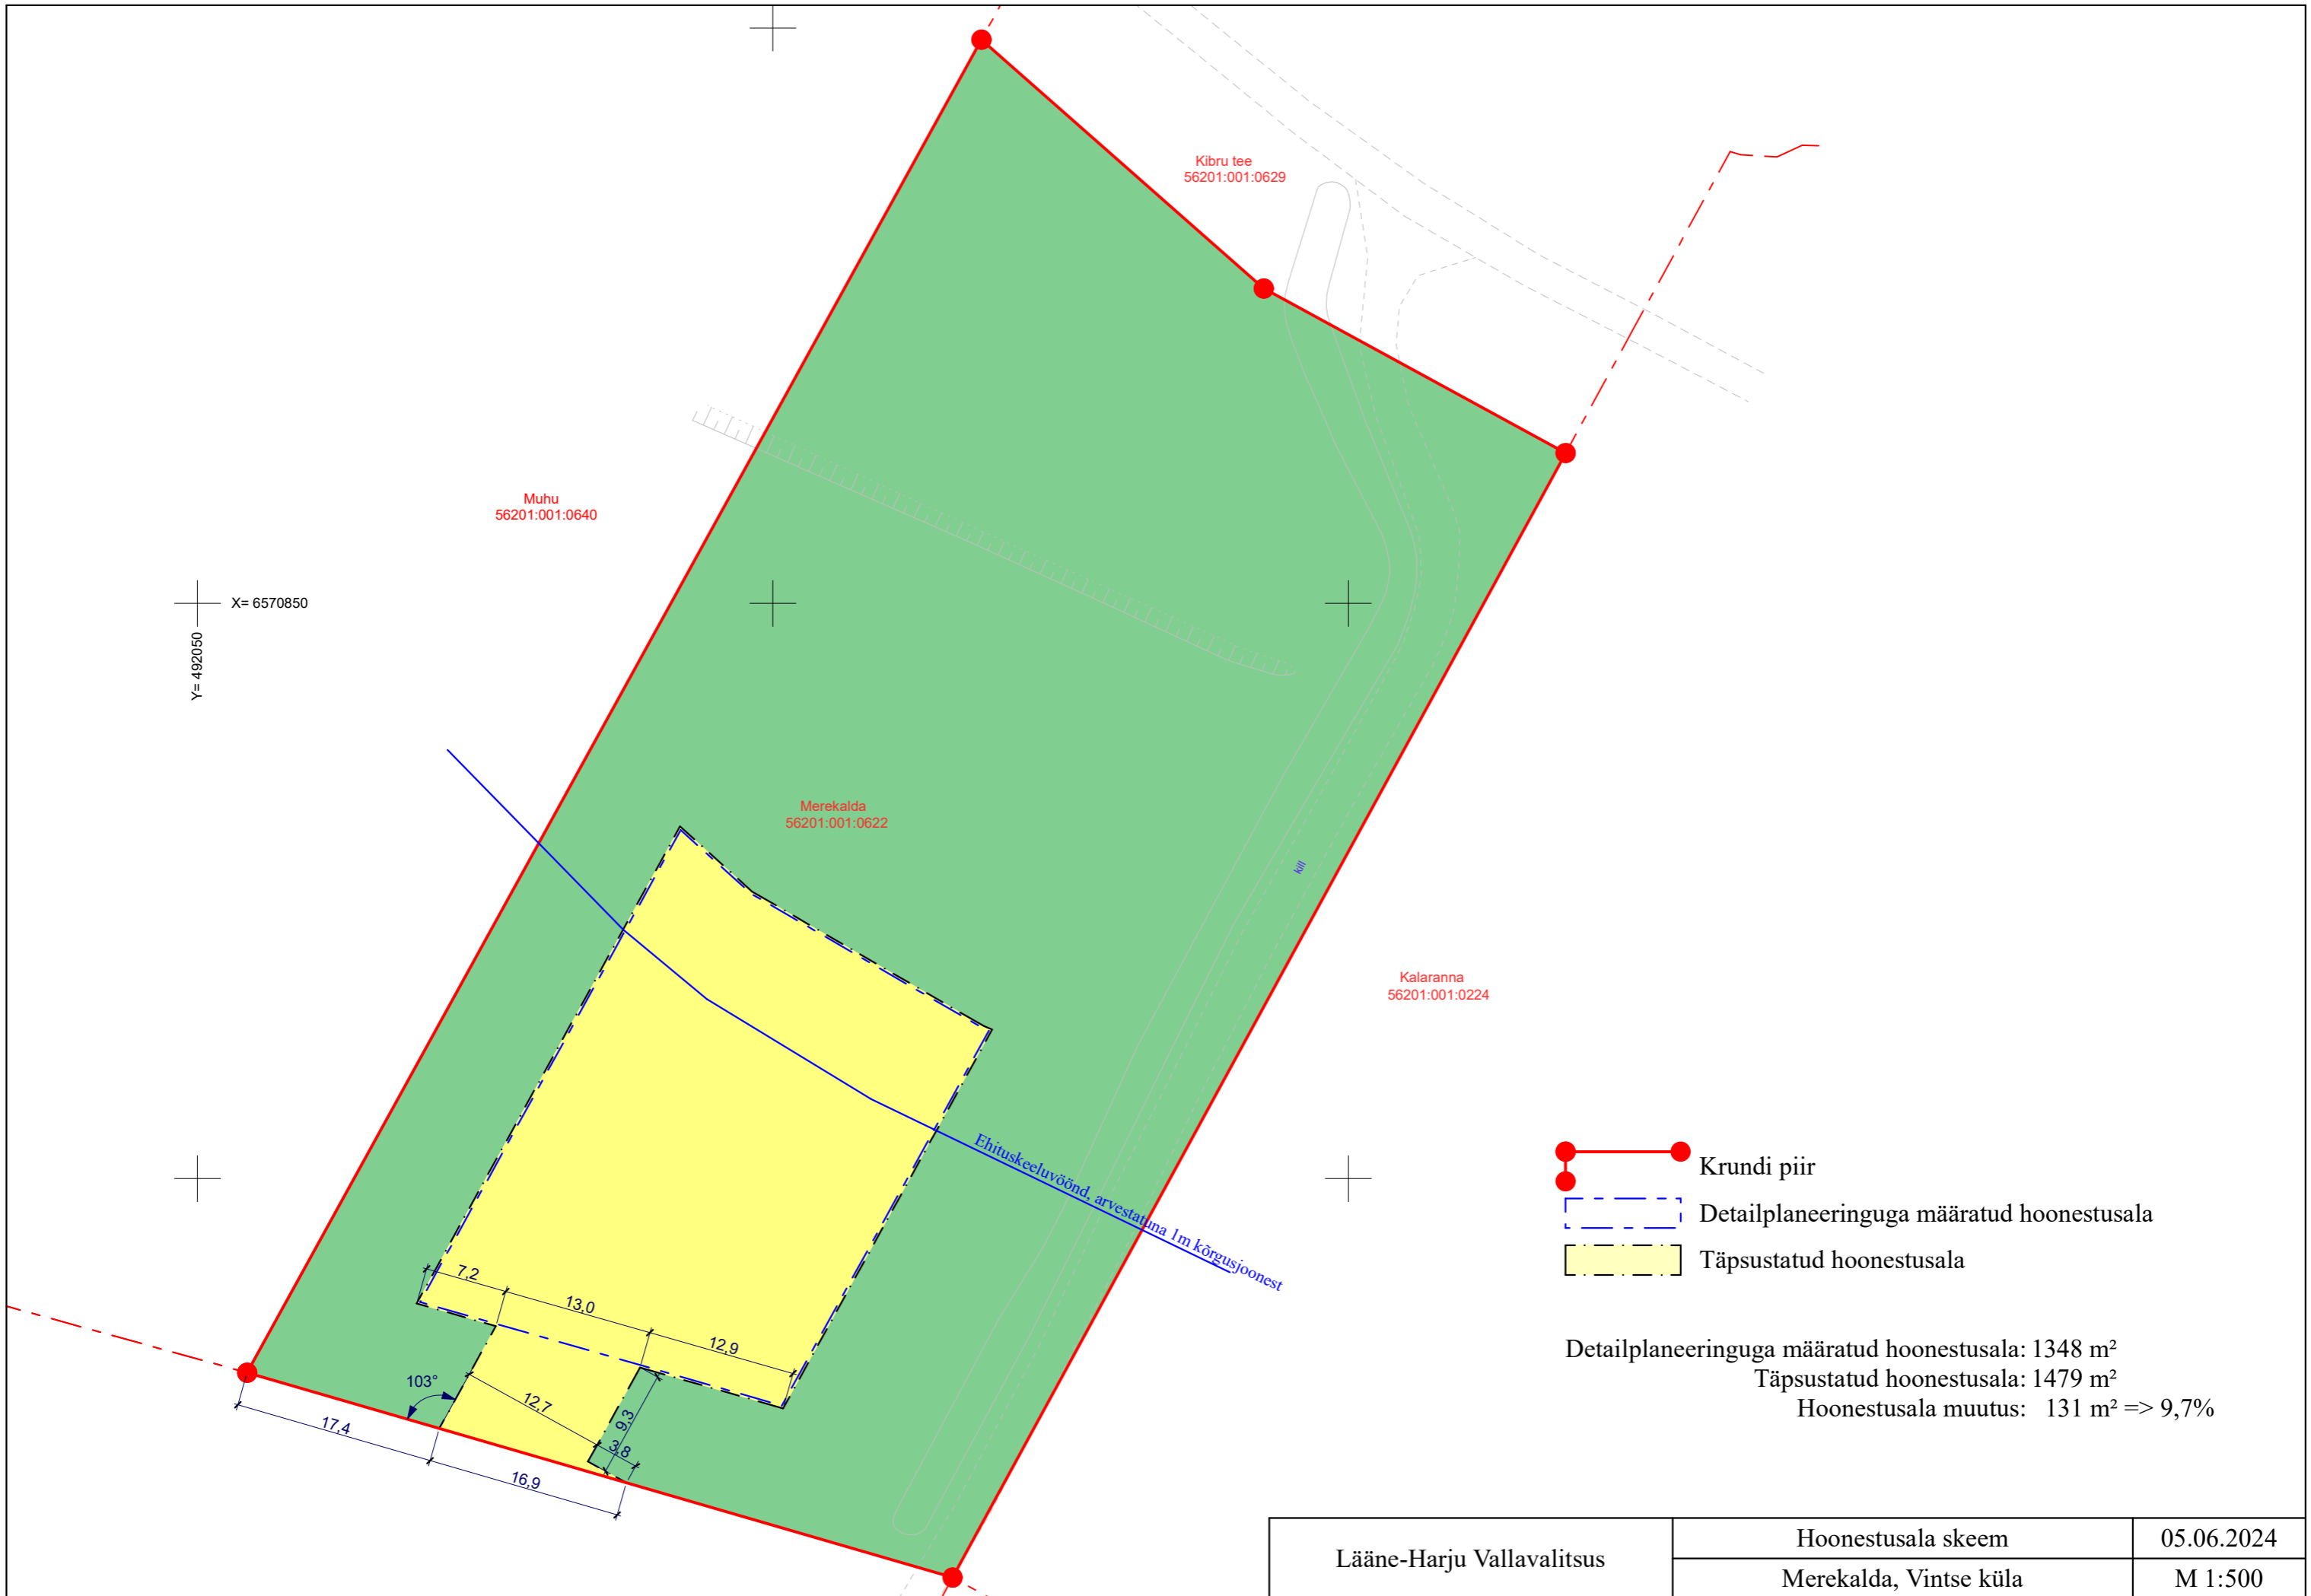 Kibru tee
56201:001:0629
Muhu
56201:001:0640
X= 6570850
Y= 492050
Merekalda
56201:001:0622
kill
Kalaranna
56201:001:0224
Ehituskeeluvöönd, arvestatuna 1m kõrgusjoonest
7,2
13,0
12,9
103°
12,7
9,3
3,8
17,4
16,9
Krundi piir
Detailplaneeringuga määratud hoonestusala
Täpsustatud hoonestusala
Detailplaneeringuga määratud hoonestusala: 1348 m²
Täpsustatud hoonestusala: 1479 m²
Hoonestusala muutus: 131 m² => 9,7%
Lääne-Harju Vallavalitsus
Hoonestusala skeem
05.06.2024
Merekalda, Vintse küla
M 1:500